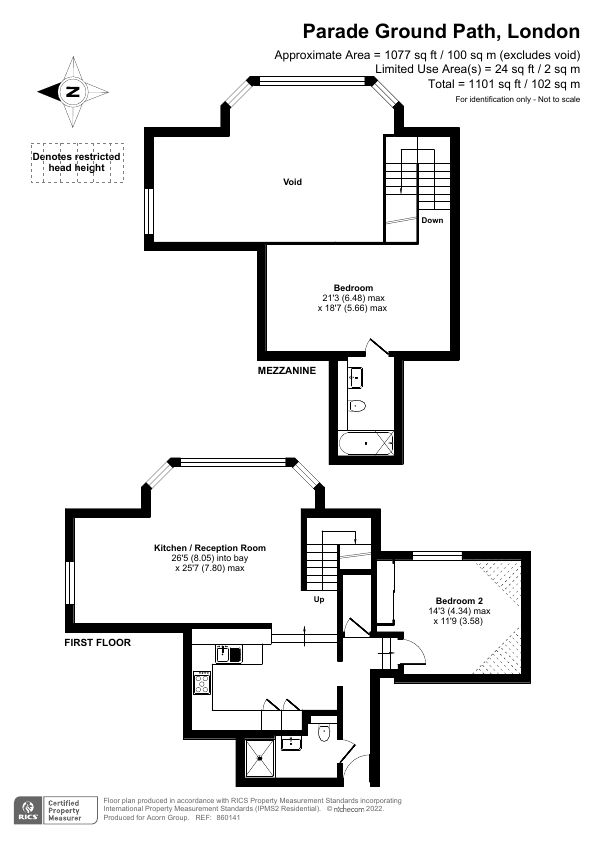 Parade Ground Path, London
Approximate Area = 1077 sq ft / 100 sq m (excludes void)
Limited Use Area(s) = 24 sq ft / 2 sq m
Total = 1101 sq ft / 102 sq m
For identification only - Not to scale
N
Denotes restricted
head height
Void
Down
Bedroom
21'3 (6.48) max
x 18'7 (5.66) max
MEZZANINE
Kitchen / Reception Room
26'5 (8.05) into bay
x 25'7 (7.80) max
Up
Bedroom 2
14'3 (4.34) max
x 11'9 (3.58)
FIRST FLOOR
RICS
Certified
Property
Measurer
Floor plan produced in accordance with RICS Property Measurement Standards incorporating
International Property Measurement Standards (IPMS2 Residential). © ntchecom 2022.
Produced for Acorn Group. REF: 860141